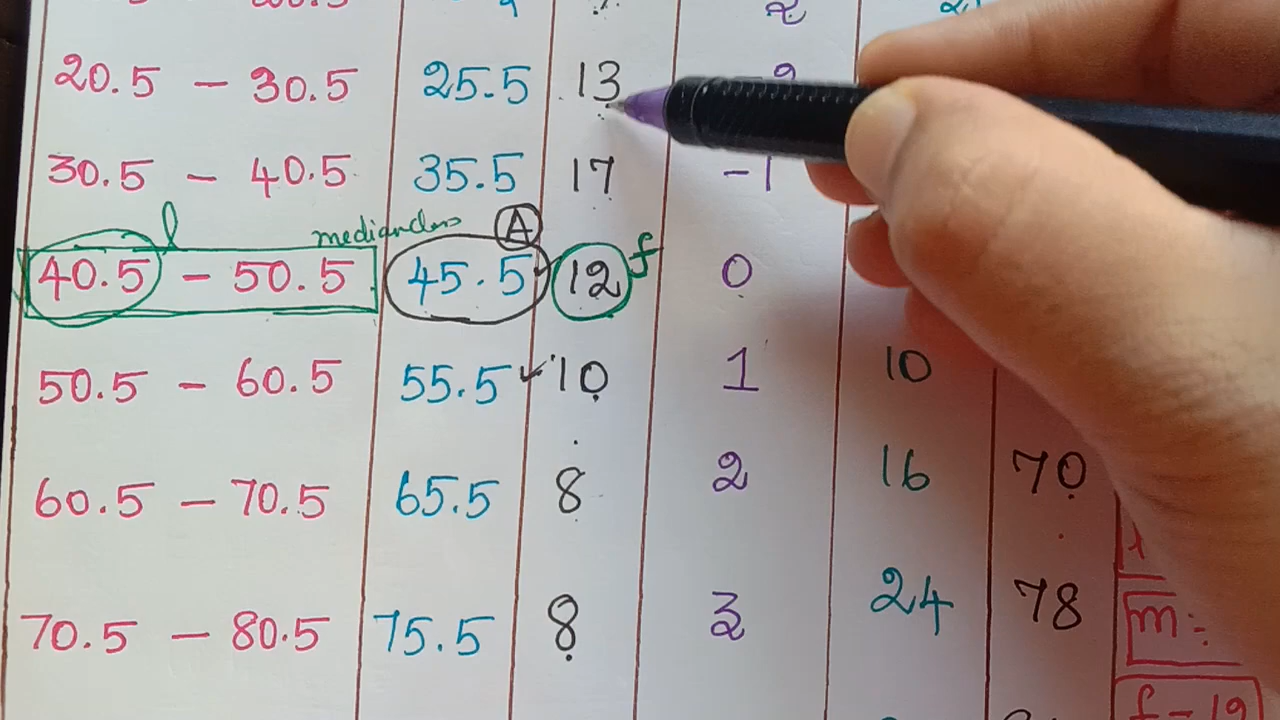 20.5 - 30.5 25.5 13
30.5 - 40.5 35.5 17 -1
l median class A
40.5 - 50.5 45.5 12 f 0
50.5 - 60.5 55.5 10 1 10
60.5 - 70.5 65.5 8 2 16 70
70.5 - 80.5 75.5 8 3 24 78
m =